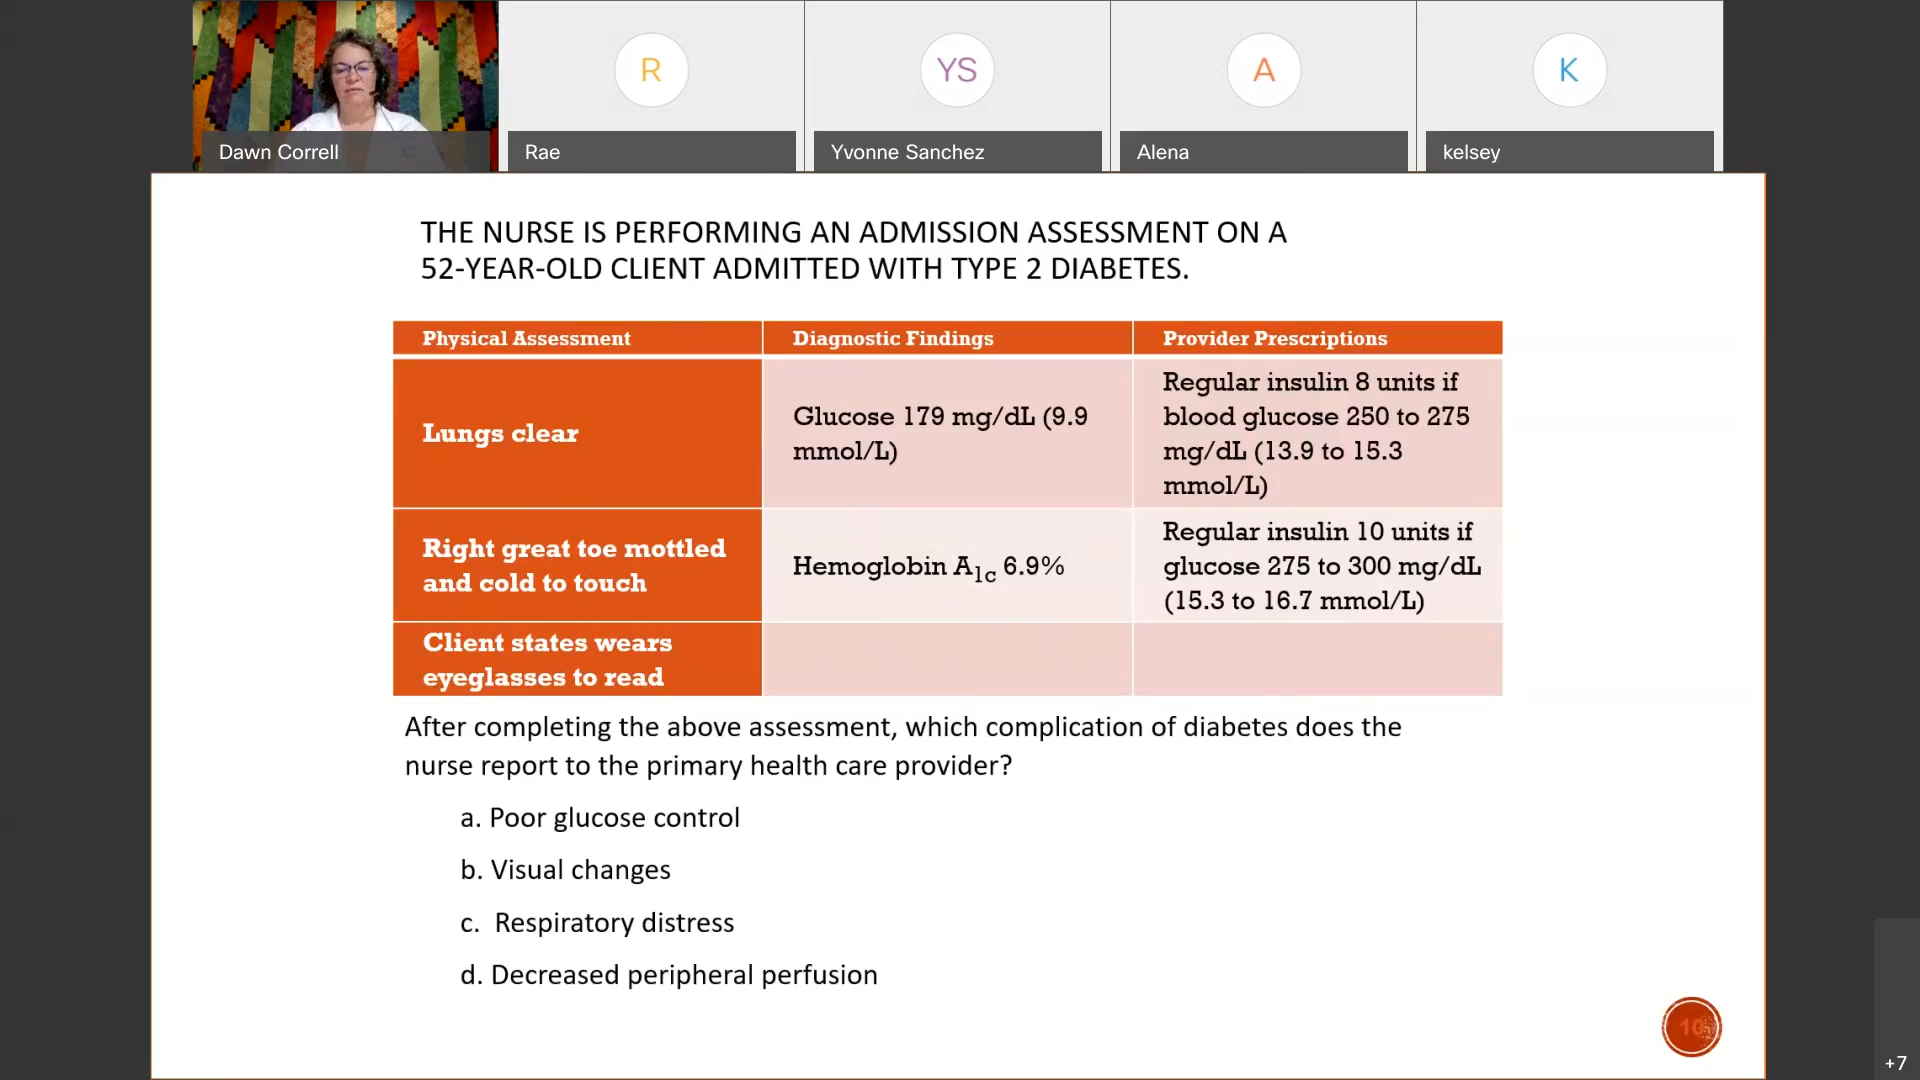 R
YS
A
K
Dawn Correll
Rae
Yvonne Sanchez
Alena
kelsey
THE NURSE IS PERFORMING AN ADMISSION ASSESSMENT ON A
52-YEAR-OLD CLIENT ADMITTED WITH TYPE 2 DIABETES.
Physical Assessment
Diagnostic Findings
Provider Prescriptions
Lungs clear
Glucose 179 mg/dL (9.9
mmol/L)
Regular insulin 8 units if
blood glucose 250 to 275
mg/dL (13.9 to 15.3
mmol/L)
Right great toe mottled
and cold to touch
Hemoglobin A1c 6.9%
Regular insulin 10 units if
glucose 275 to 300 mg/dL
(15.3 to 16.7 mmol/L)
Client states wears
eyeglasses to read
After completing the above assessment, which complication of diabetes does the
nurse report to the primary health care provider?
a. Poor glucose control
b. Visual changes
c. Respiratory distress
d. Decreased peripheral perfusion
10
+7